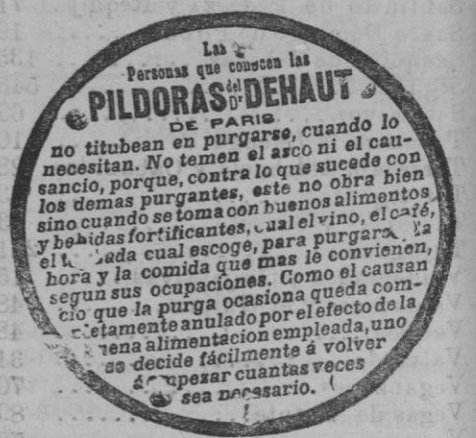 Las
Personas que conocen las
PILDORAS del Dr DEHAUT
DE PARIS
no titubean en purgarse, cuando lo
necesitan. No temen el asco ni el cau-
sancio, porque, contra lo que sucede con
los demas purgantes, este no obra bien
sino cuando se toma con buenos alimentos
y bebidas fortificantes, cual el vino, el café,
el ada cual escoge, para purgars la
hora y la comida que mas le convienen,
segun sus ocupaciones. Como el causan
cio que la purga ocasiona queda com-
etamente anulado por el efecto de la
uena alimentacion empleada, uno
se decide fácilmente á volver
á empezar cuantas veces
sea necesario.